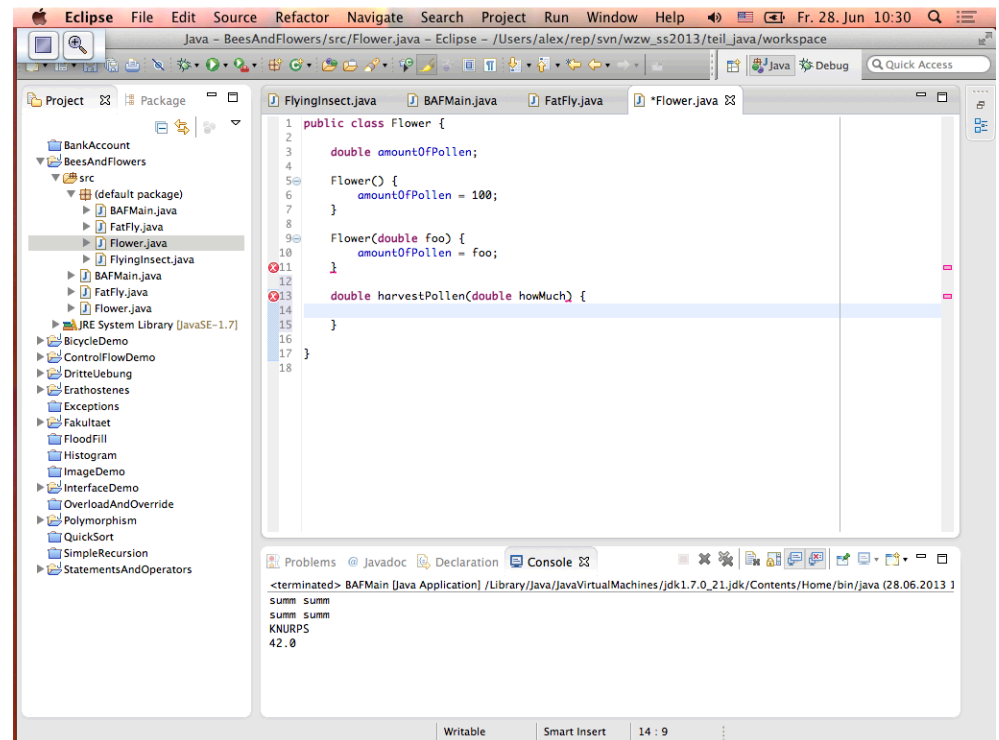 Eclipse File Edit Source Refactor Navigate Search Project Run Window Help Fr. 28. Jun 10:30
Java – BeesAndFlowers/src/Flower.java – Eclipse – /Users/alex/rep/svn/wzw_ss2013/teil_java/workspace
Java Debug Quick Access
Project Package
BankAccount
BeesAndFlowers
src
(default package)
BAFMain.java
FatFly.java
Flower.java
FlyingInsect.java
BAFMain.java
FatFly.java
Flower.java
JRE System Library [JavaSE-1.7]
BicycleDemo
ControlFlowDemo
DritteUebung
Erathostenes
Exceptions
Fakultaet
FloodFill
Histogram
ImageDemo
InterfaceDemo
OverloadAndOverride
Polymorphism
QuickSort
SimpleRecursion
StatementsAndOperators
FlyingInsect.java BAFMain.java FatFly.java *Flower.java
1 public class Flower {
2
3 double amountOfPollen;
4
5 Flower() {
6 amountOfPollen = 100;
7 }
8
9 Flower(double foo) {
10 amountOfPollen = foo;
11 }
12
13 double harvestPollen(double howMuch) {
14
15 }
16
17 }
18
Problems @ Javadoc Declaration Console
<terminated> BAFMain [Java Application] /Library/Java/JavaVirtualMachines/jdk1.7.0_21.jdk/Contents/Home/bin/java (28.06.2013 1
summ summ
summ summ
KNURPS
42.0
Writable Smart Insert 14 : 9